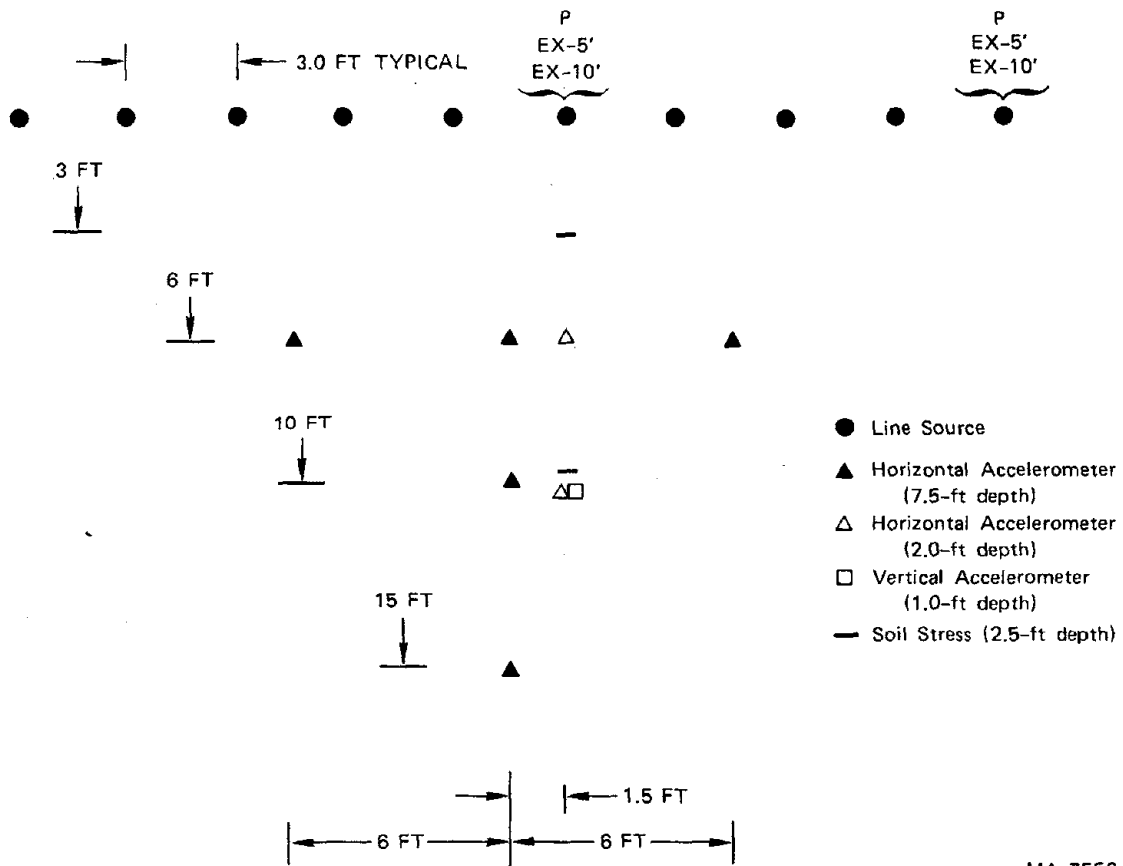 P
EX-5'
EX-10'
P
EX-5'
EX-10'
3.0 FT TYPICAL
3 FT
6 FT
10 FT
15 FT
Line Source
Horizontal Accelerometer
(7.5-ft depth)
Horizontal Accelerometer
(2.0-ft depth)
Vertical Accelerometer
(1.0-ft depth)
Soil Stress (2.5-ft depth)
1.5 FT
6 FT
6 FT